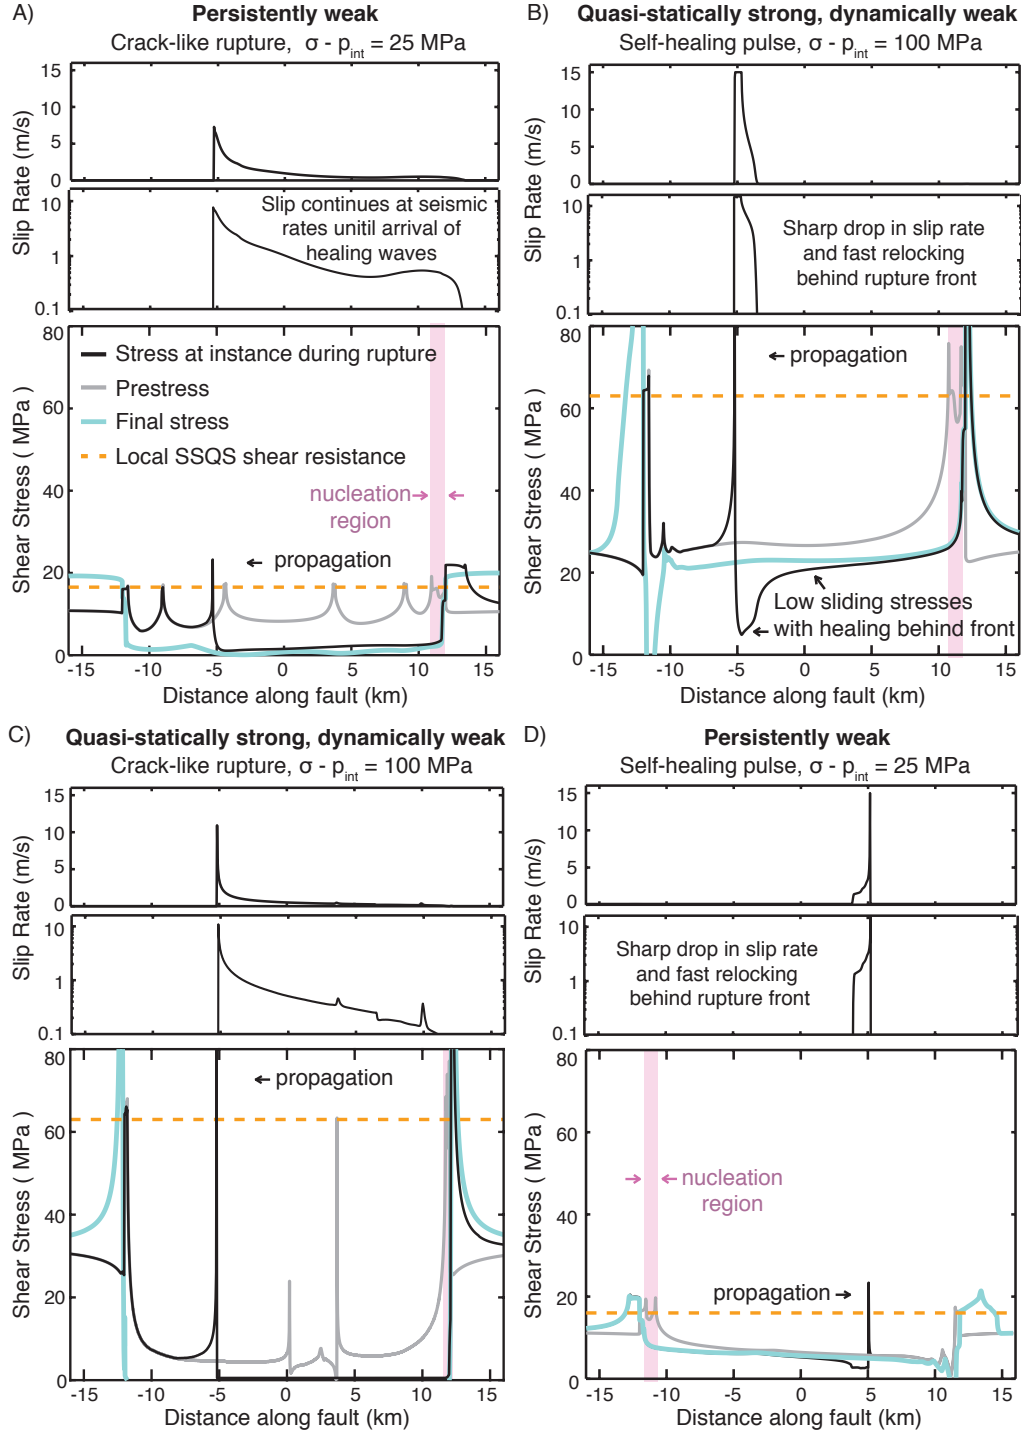 A)
Persistently weak
Crack-like rupture, σ - p_int = 25 MPa
Slip Rate (m/s)
15
10
5
0
10
1
0.1
Slip continues at seismic
rates unitil arrival of
healing waves
Shear Stress ( MPa )
80
60
40
20
0
Stress at instance during rupture
Prestress
Final stress
Local SSQS shear resistance
nucleation
region
propagation
-15 -10 -5 0 5 10 15
Distance along fault (km)
B)
Quasi-statically strong, dynamically weak
Self-healing pulse, σ - p_int = 100 MPa
Slip Rate (m/s)
15
10
5
0
10
1
0.1
Sharp drop in slip rate
and fast relocking
behind rupture front
Shear Stress ( MPa )
80
60
40
20
0
propagation
Low sliding stresses
with healing behind front
-15 -10 -5 0 5 10 15
Distance along fault (km)
C)
Quasi-statically strong, dynamically weak
Crack-like rupture, σ - p_int = 100 MPa
Slip Rate (m/s)
15
10
5
0
10
1
0.1
Shear Stress ( MPa )
80
60
40
20
0
propagation
-15 -10 -5 0 5 10 15
Distance along fault (km)
D)
Persistently weak
Self-healing pulse, σ - p_int = 25 MPa
Slip Rate (m/s)
15
10
5
0
10
1
0.1
Sharp drop in slip rate
and fast relocking
behind rupture front
Shear Stress ( MPa )
80
60
40
20
0
nucleation
region
propagation
-15 -10 -5 0 5 10 15
Distance along fault (km)